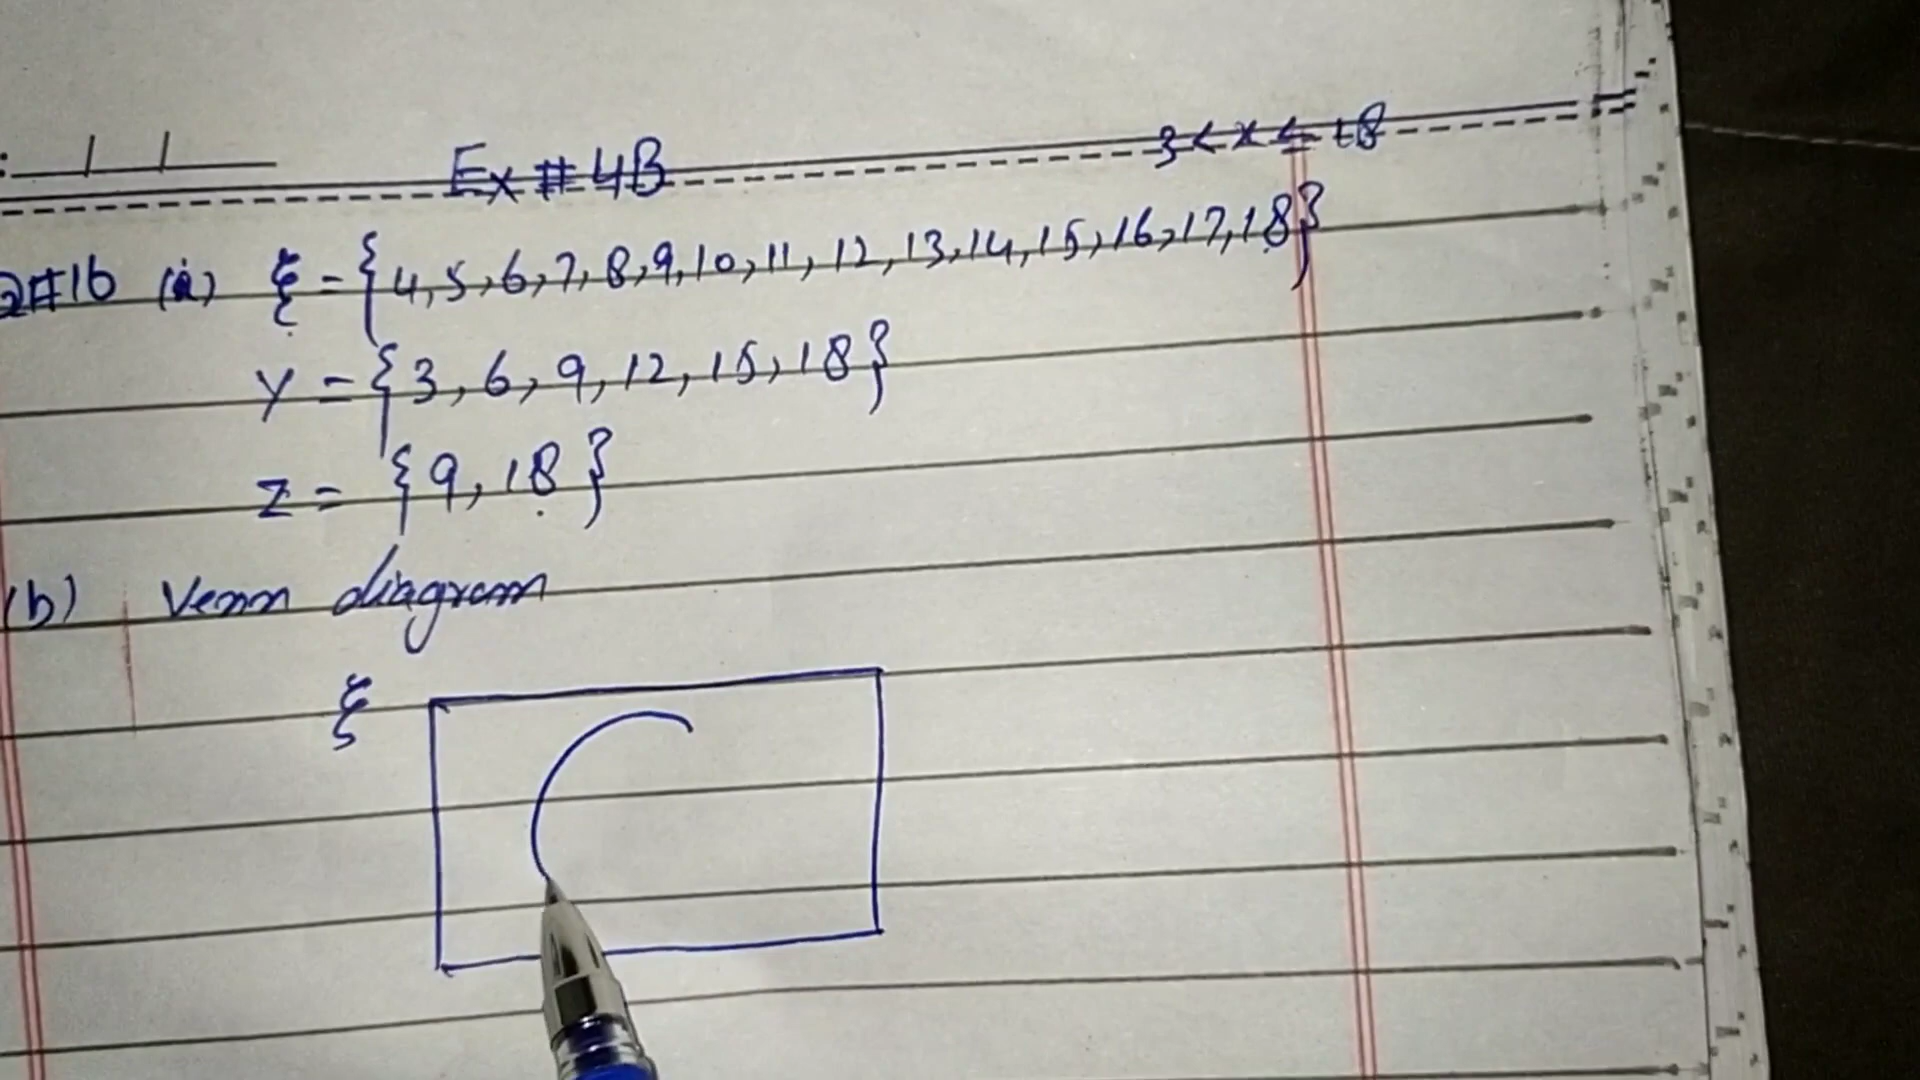 : / /
Ex # 4B
3 < x ≤ 18
Q#16 (a) ξ = {4,5,6,7,8,9,10,11,12,13,14,15,16,17,18}
Y = {3,6,9,12,15,18}
Z = {9,18}
(b) Venn diagram
ξ